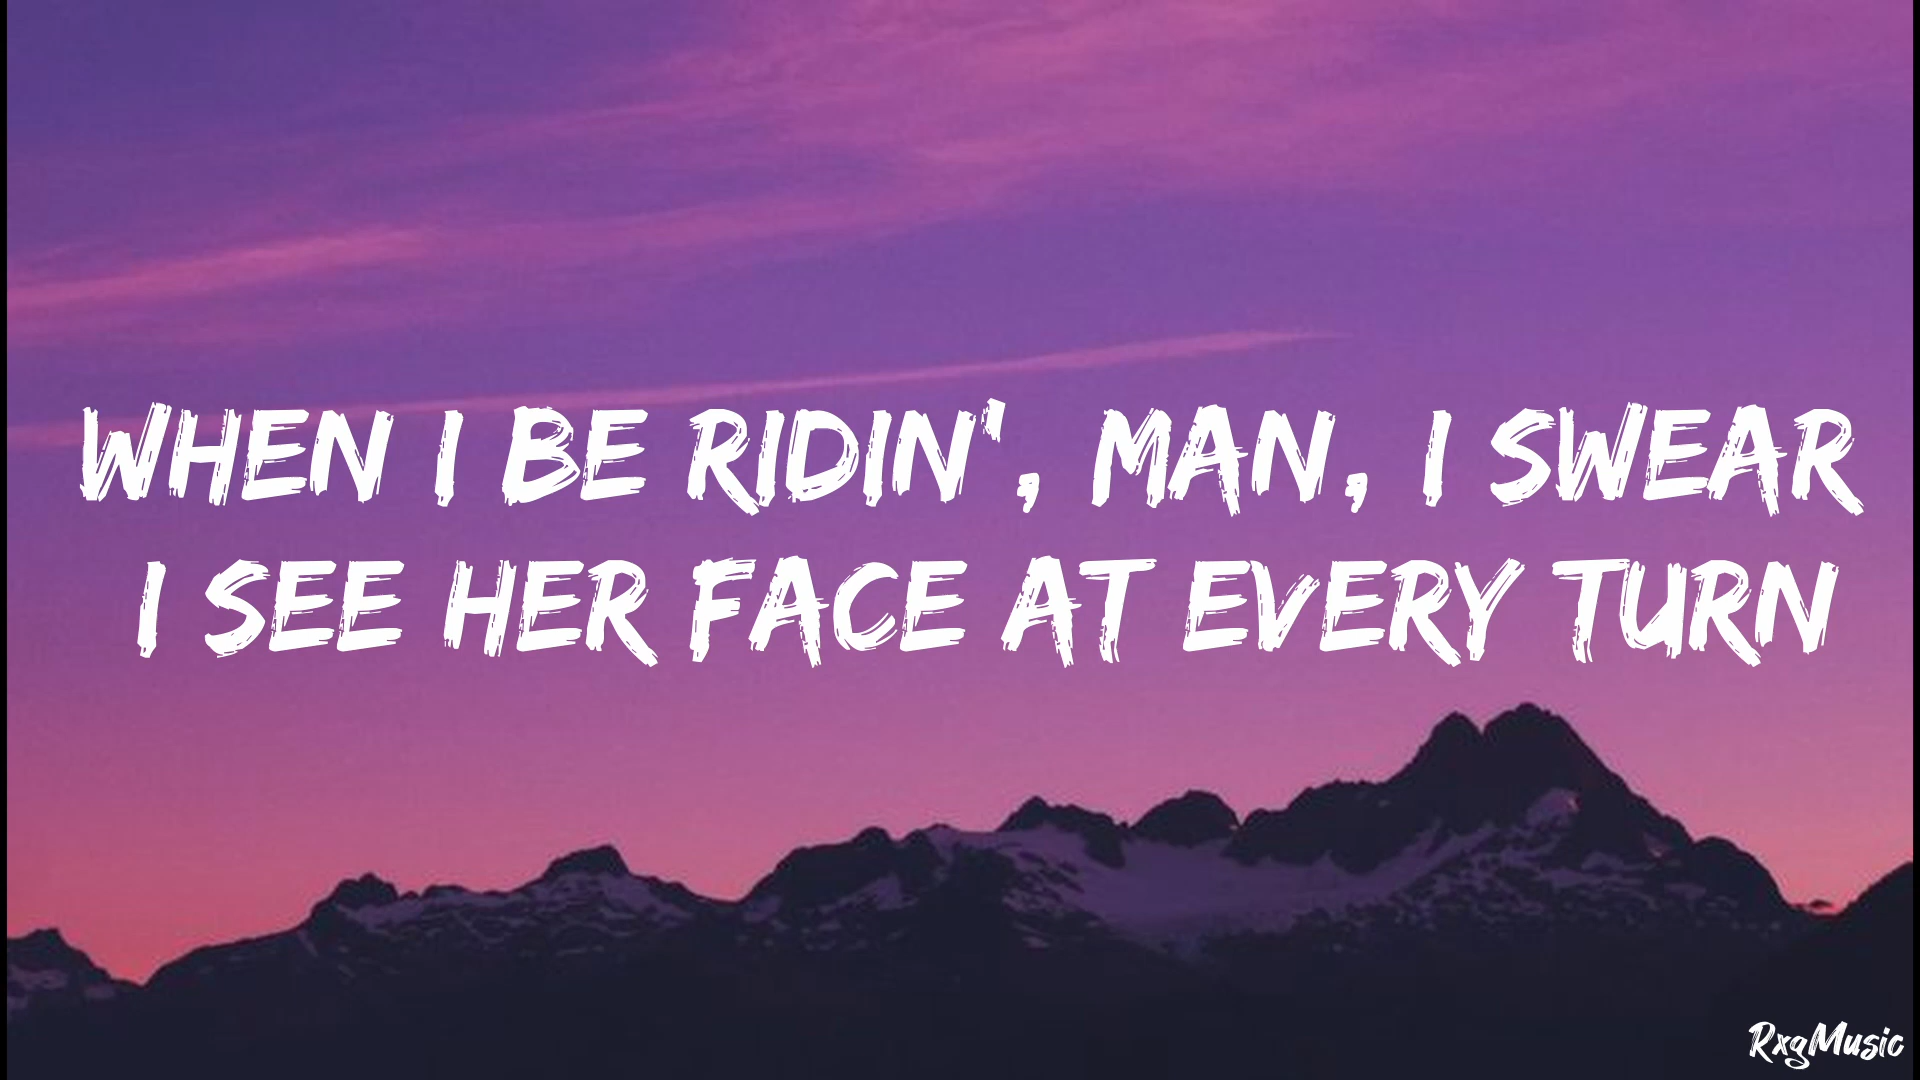 WHEN I BE RIDIN', MAN, I SWEAR
I SEE HER FACE AT EVERY TURN
RxgMusic